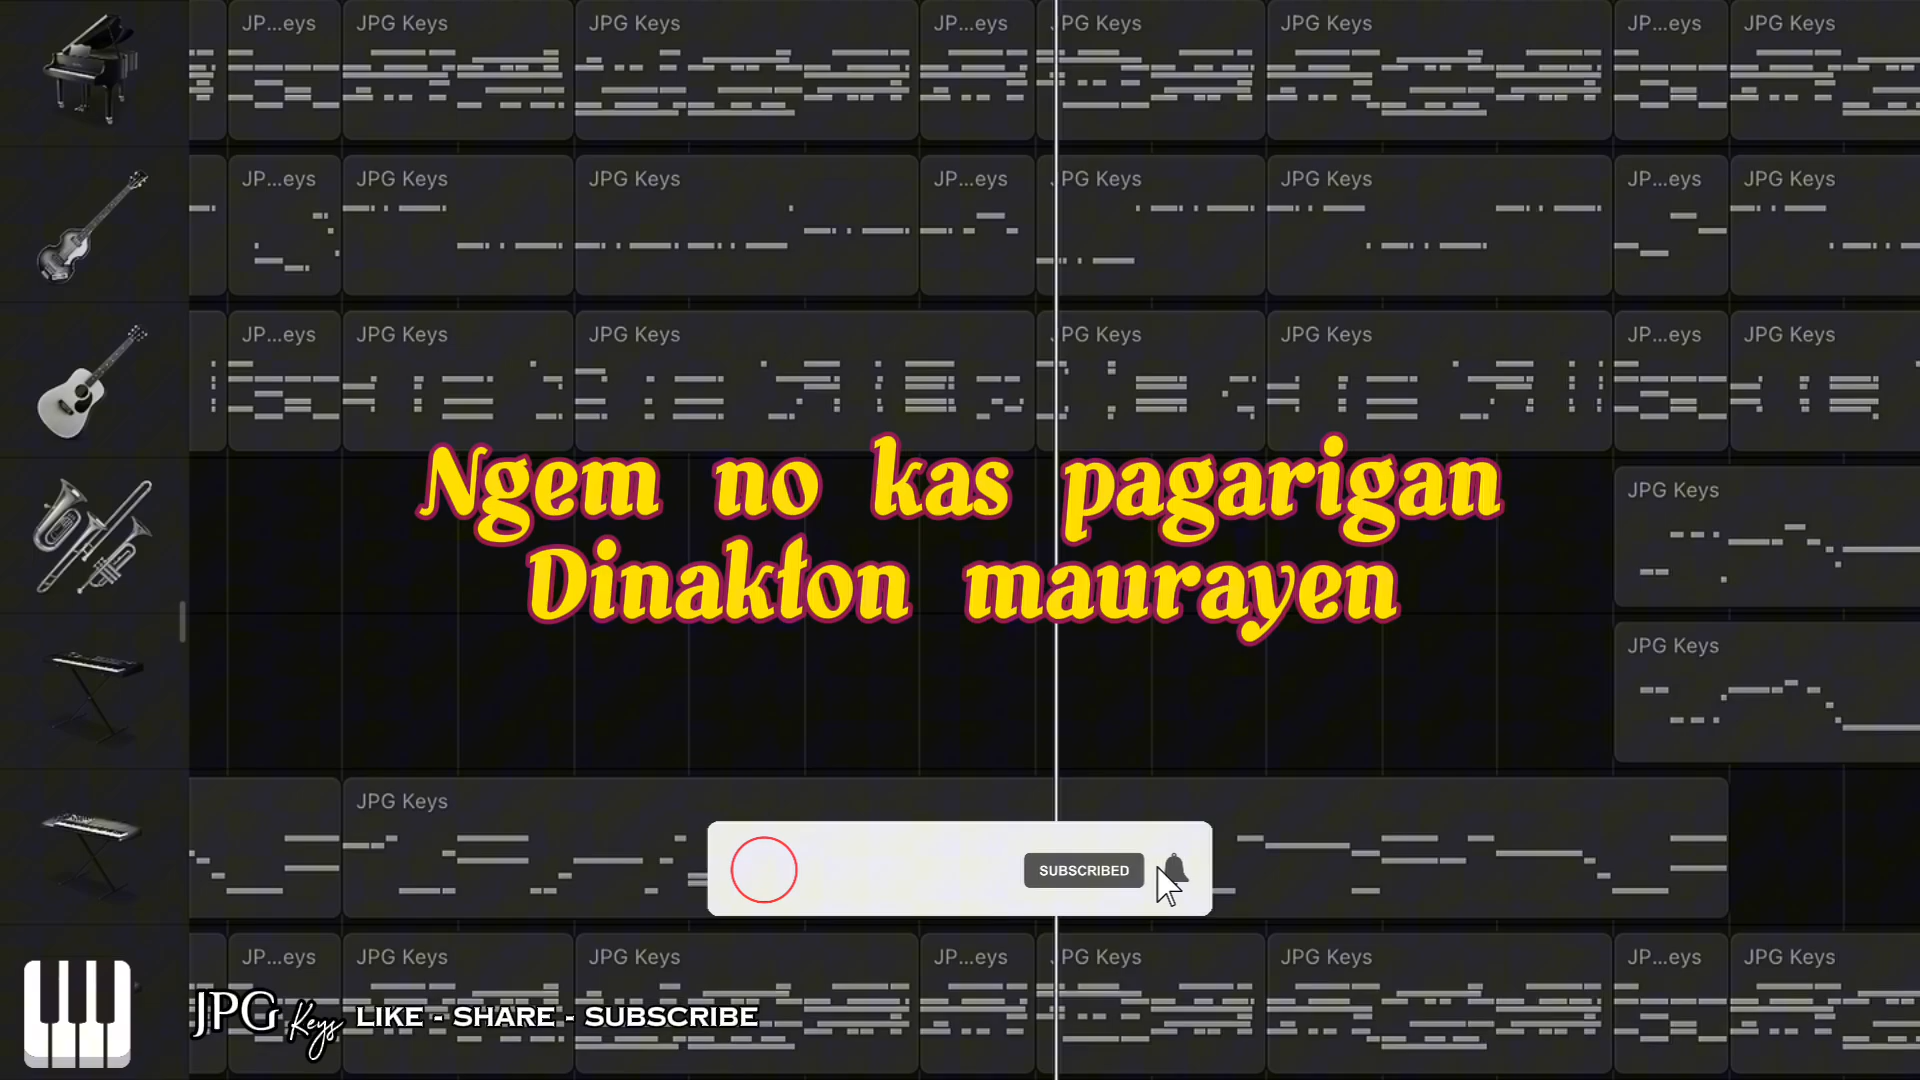 JP...eys JPG Keys JPG Keys JP...eys PG Keys JPG Keys JP...eys JPG Keys
JP...eys JPG Keys JPG Keys JP...eys PG Keys JPG Keys JP...eys JPG Keys
JP...eys JPG Keys JPG Keys PG Keys JPG Keys JP...eys JPG Keys
Ngem no kas pagarigan
Dinakton maurayen
JPG Keys
JPG Keys
JPG Keys
SUBSCRIBED
JP...eys JPG Keys JPG Keys JP...eys PG Keys JPG Keys JP...eys JPG Keys
JPG Keys LIKE - SHARE - SUBSCRIBE